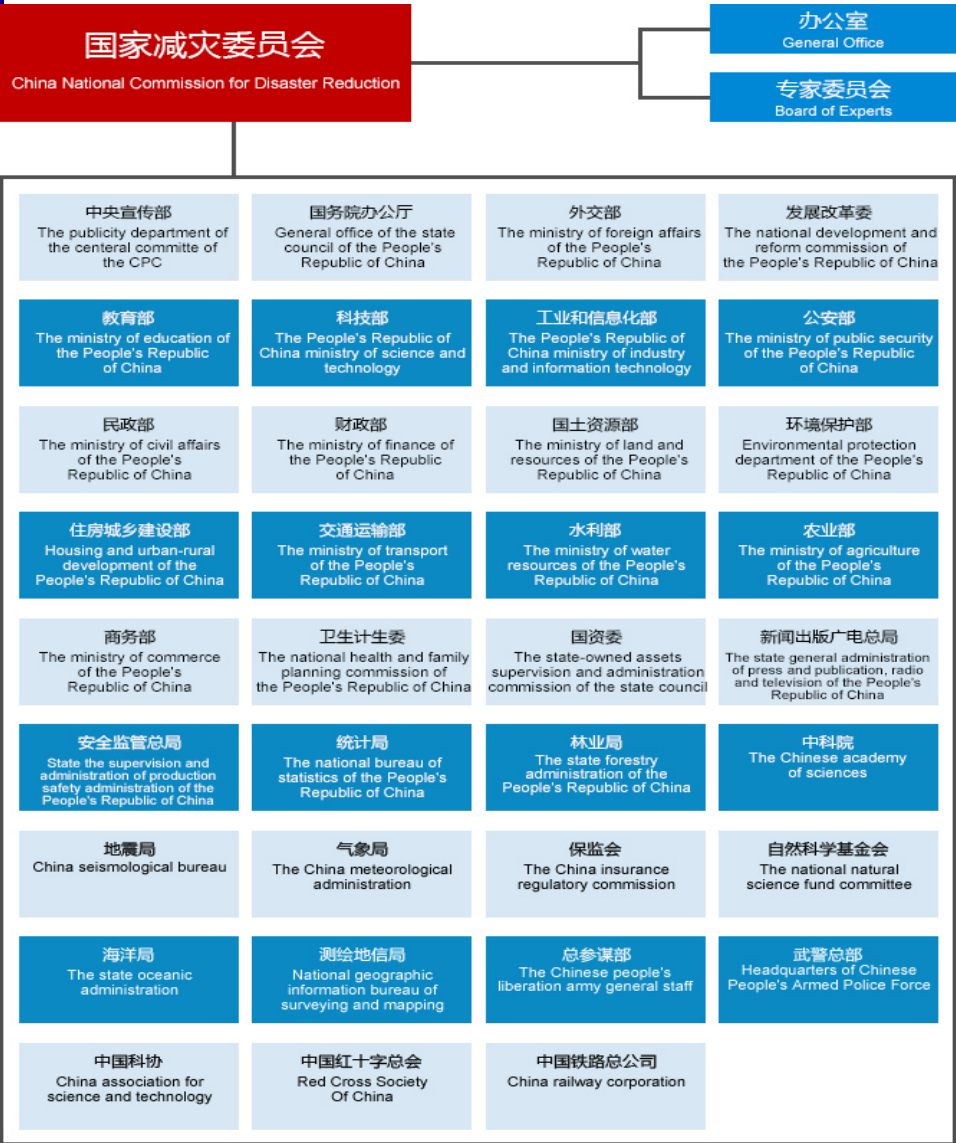 国家减灾委员会
China National Commission for Disaster Reduction
办公室
General Office
专家委员会
Board of Experts
中央宣传部
The publicity department of
the centeral committe of
the CPC
国务院办公厅
General office of the state
council of the People's
Republic of China
外交部
The ministry of foreign affairs
of the People's
Republic of China
发展改革委
The national development and
reform commission of
the People's Republic of China
教育部
The ministry of education of
the People's Republic
of China
科技部
The People's Republic of
China ministry of science and
technology
工业和信息化部
The People's Republic of
China ministry of industry
and information technology
公安部
The ministry of public security
of the People's Republic
of China
民政部
The ministry of civil affairs
of the People's
Republic of China
财政部
The ministry of finance of
the People's Republic
of China
国土资源部
The ministry of land and
resources of the People's
Republic of China
环境保护部
Environmental protection
department of the People's
Republic of China
住房城乡建设部
Housing and urban-rural
development of the
People's Republic of China
交通运输部
The ministry of transport
of the People's
Republic of China
水利部
The ministry of water
resources of the People's
Republic of China
农业部
The ministry of agriculture
of the People's
Republic of China
商务部
The ministry of commerce
of the People's
Republic of China
卫生计生委
The national health and family
planning commission of
the People's Republic of China
国资委
The state-owned assets
supervision and administration
commission of the state council
新闻出版广电总局
The state general administration
of press and publication, radio
and television of the People's
Republic of China
安全监管总局
State the supervision and
administration of production
safety administration of the
People's Republic of China
统计局
The national bureau of
statistics of the People's
Republic of China
林业局
The state forestry
administration of the
People's Republic of China
中科院
The Chinese academy
of sciences
地震局
China seismological bureau
气象局
The China meteorological
administration
保监会
The China insurance
regulatory commission
自然科学基金会
The national natural
science fund committee
海洋局
The state oceanic
administration
测绘地信局
National geographic
information bureau of
surveying and mapping
总参谋部
The Chinese people's
liberation army general staff
武警总部
Headquarters of Chinese
People's Armed Police Force
中国科协
China association for
science and technology
中国红十字总会
Red Cross Society
Of China
中国铁路总公司
China railway corporation